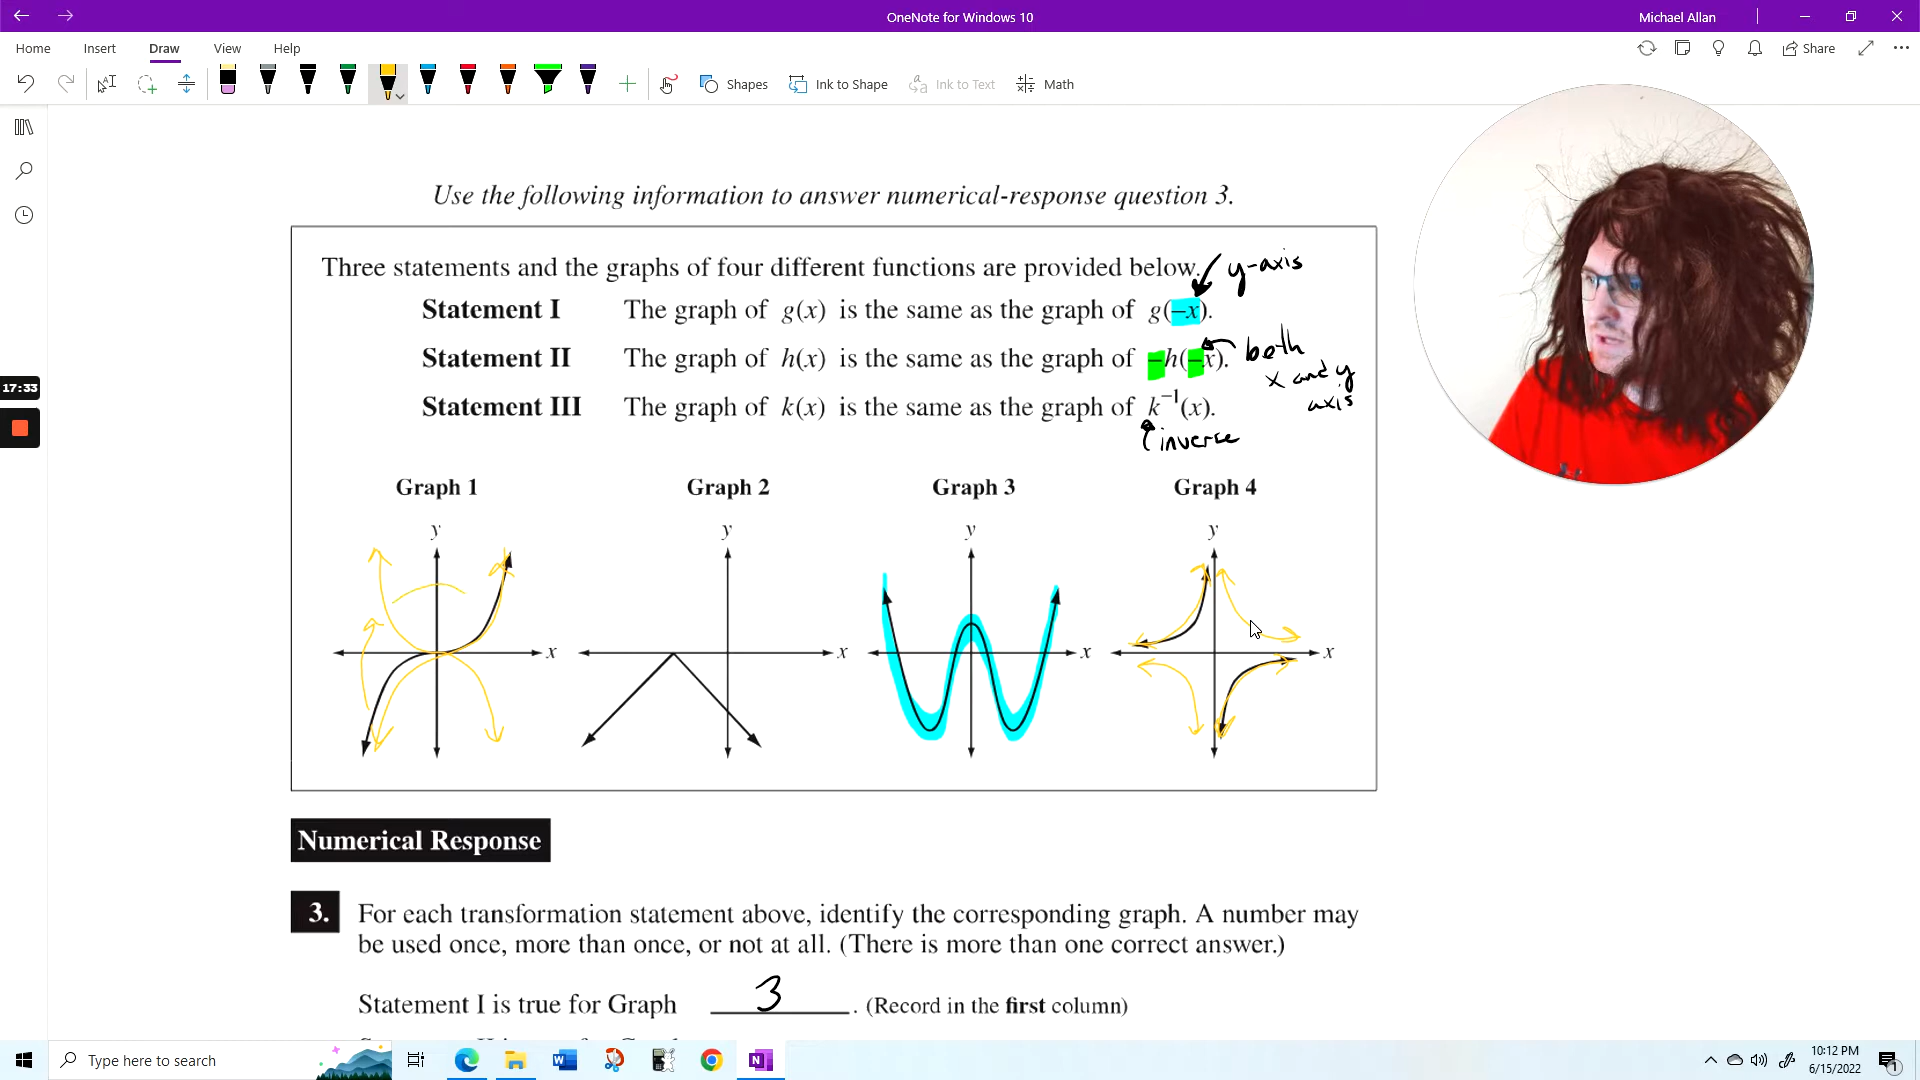 OneNote for Windows 10
Michael Allan
Home
Insert
Draw
View
Help
Share
Shapes
Ink to Shape
Ink to Text
Math
17:33
Use the following information to answer numerical-response question 3.
Three statements and the graphs of four different functions are provided below.
y-axis
Statement I The graph of g(x) is the same as the graph of g(–x).
Statement II The graph of h(x) is the same as the graph of –h(–x).
both
x and y
axis
Statement III The graph of k(x) is the same as the graph of k⁻¹(x).
inverse
Graph 1
Graph 2
Graph 3
Graph 4
y
y
y
y
x
x
x
x
Numerical Response
3. For each transformation statement above, identify the corresponding graph. A number may
be used once, more than once, or not at all. (There is more than one correct answer.)
Statement I is true for Graph 3. (Record in the first column)
Type here to search
10:12 PM
6/15/2022